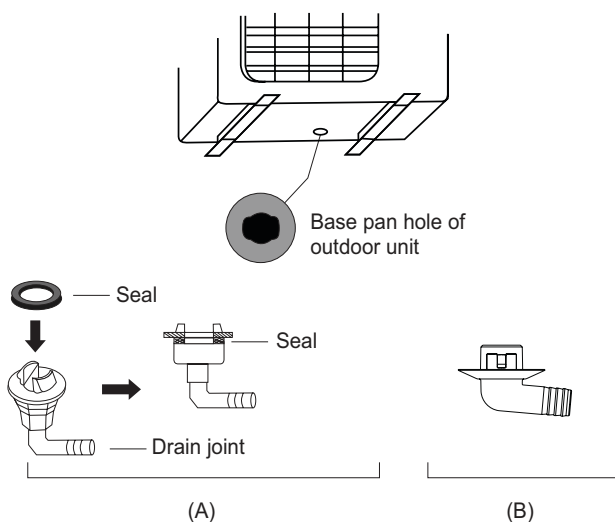 Base pan hole of
outdoor unit
Seal
Seal
Drain joint
(A)
(B)